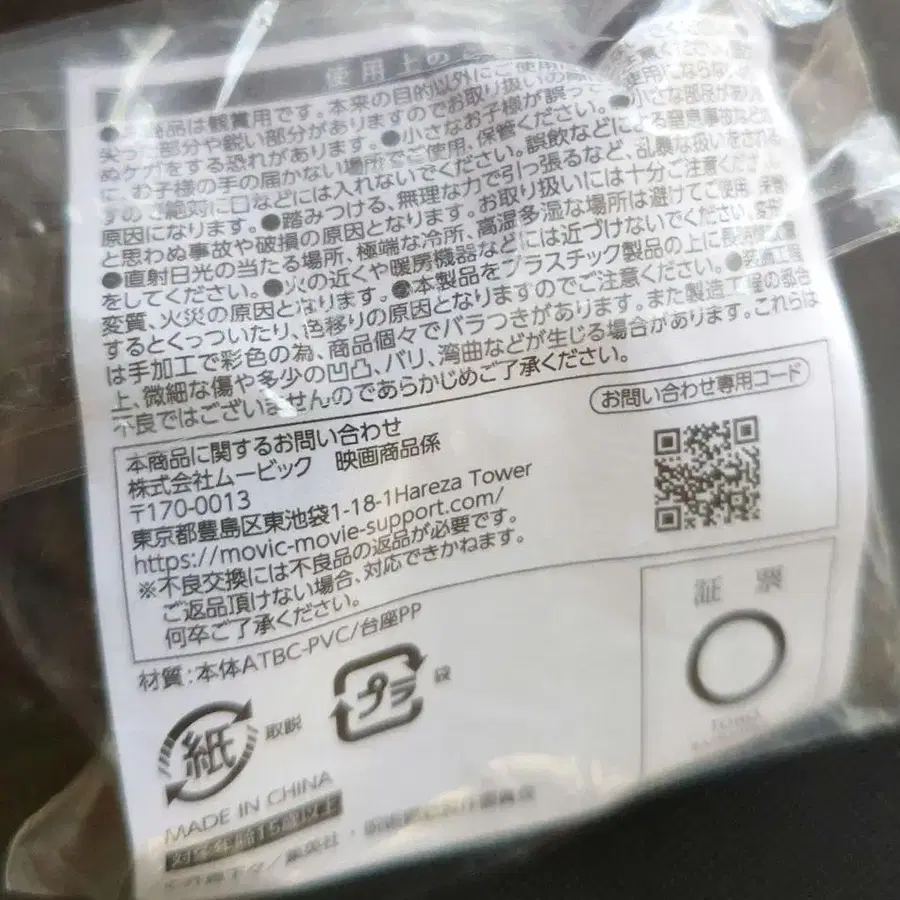 使用上の
●本商品は観賞用です。本来の目的以外にご使用
尖った部分や鋭い部分がありますのでお取り扱いの際
ぬケガをする恐れがあります。●小さなお子様が誤って 使用にならない
に、お子様の手の届かない場所でご使用、保管ください。●小さな部品があ
すので絶対に口などには入れないでください。誤飲などによる窒息事故などの
原因になります。●踏みつける、無理な力で引っ張るなど、乱暴な扱いをされる
と思わぬ事故や破損の原因となります。お取り扱いには十分ご注意ください。
●直射日光の当たる場所、極端な冷所、高湿多湿な場所は避けてご使用、保管
をしてください。●火の近くや暖房機器などには近づけないでください。変形
変質、火災の原因となります。●本製品をプラスチック製品の上に長時間放置
するとくっついたり、色移りの原因となりますのでご注意ください。●
は手加工で彩色の為、商品個々でバラつきがあります。また製造工程の都合
上、微細な傷や多少の凹凸、バリ、湾曲などが生じる場合があります。これらは
不良ではございませんのであらかじめご了承ください。
お問い合わせ専用コード
本商品に関するお問い合わせ
株式会社ムービック 映画商品係
〒170-0013
東京都豊島区東池袋1-18-1Hareza Tower
https://movic-movie-support.com/
※不良交換には不良品の返品が必要です。
ご返品頂けない場合、対応できかねます。
何卒ご了承ください。
材質:本体ATBC-PVC/台座PP
紙 取説
プラ 袋
証票
MADE IN CHINA
対象年齢15歳以上